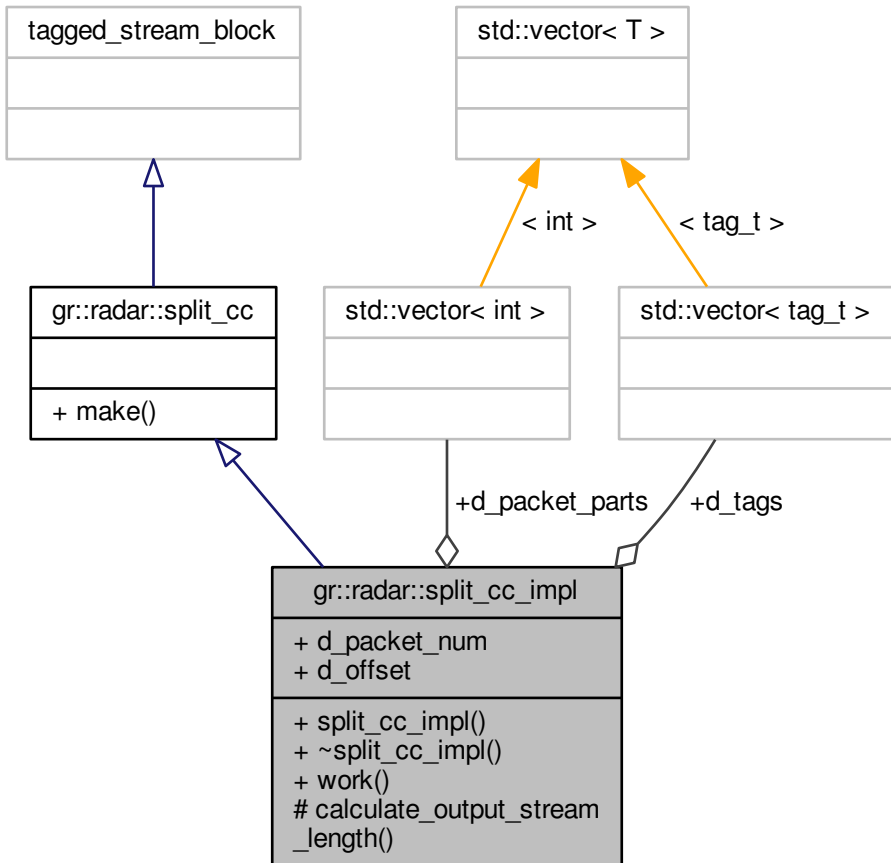 tagged_stream_block
std::vector< T >
< int >
< tag_t >
gr::radar::split_cc
+ make()
std::vector< int >
std::vector< tag_t >
+d_packet_parts
+d_tags
gr::radar::split_cc_impl
+ d_packet_num
+ d_offset
+ split_cc_impl()
+ ~split_cc_impl()
+ work()
# calculate_output_stream
_length()